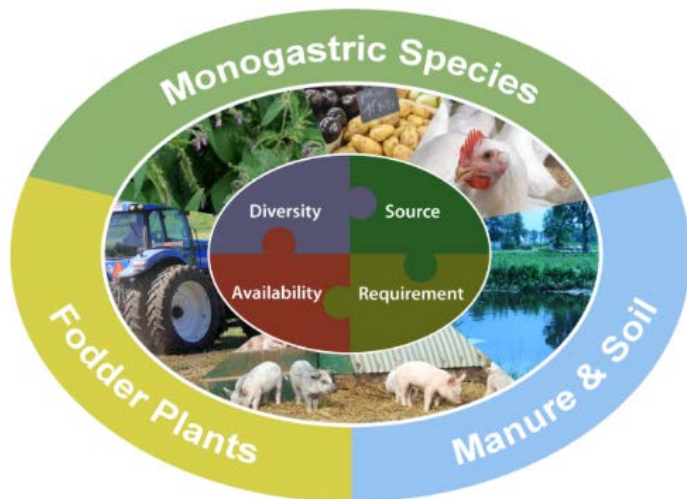 Monogastric Species
Diversity
Source
Availability
Requirement
Fodder Plants
Manure & Soil